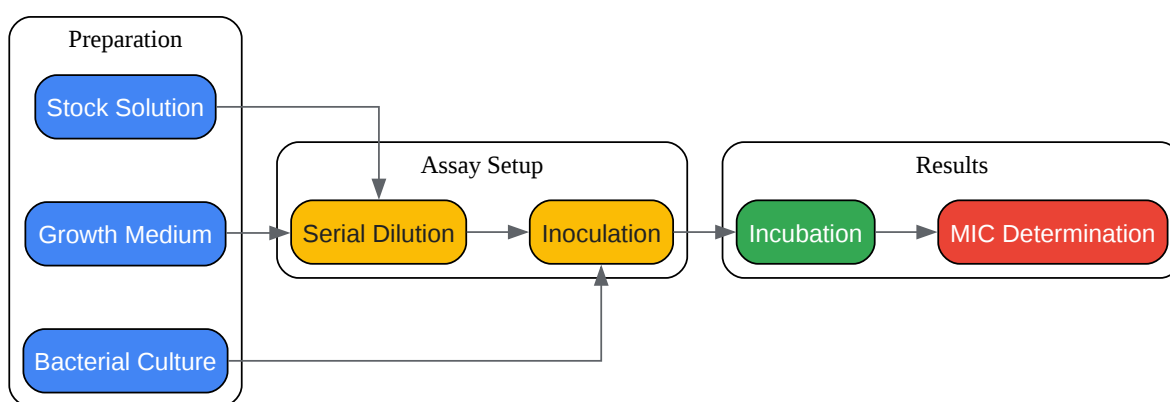 Preparation
Stock Solution
Growth Medium
Bacterial Culture
Assay Setup
Serial Dilution
Inoculation
Results
Incubation
MIC Determination